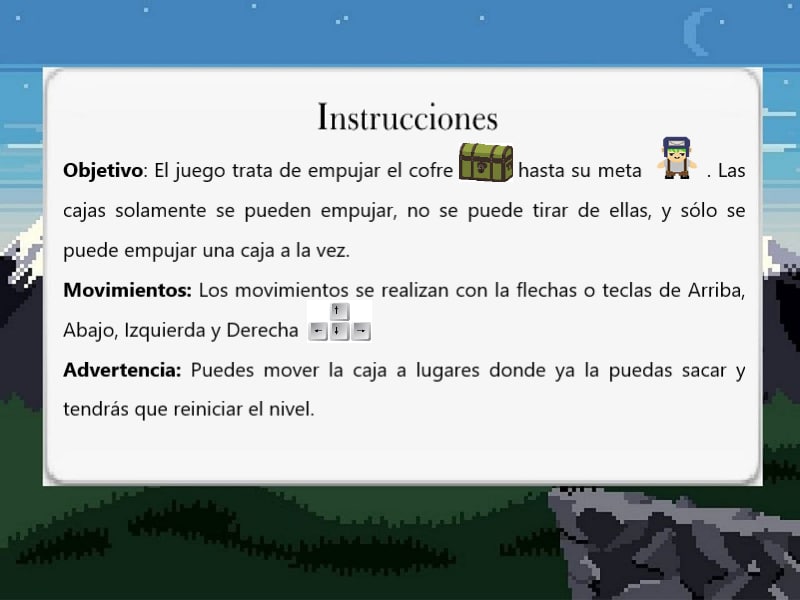 Instrucciones
Objetivo: El juego trata de empujar el cofre hasta su meta . Las
cajas solamente se pueden empujar, no se puede tirar de ellas, y sólo se
puede empujar una caja a la vez.
Movimientos: Los movimientos se realizan con la flechas o teclas de Arriba,
Abajo, Izquierda y Derecha
Advertencia: Puedes mover la caja a lugares donde ya la puedas sacar y
tendrás que reiniciar el nivel.